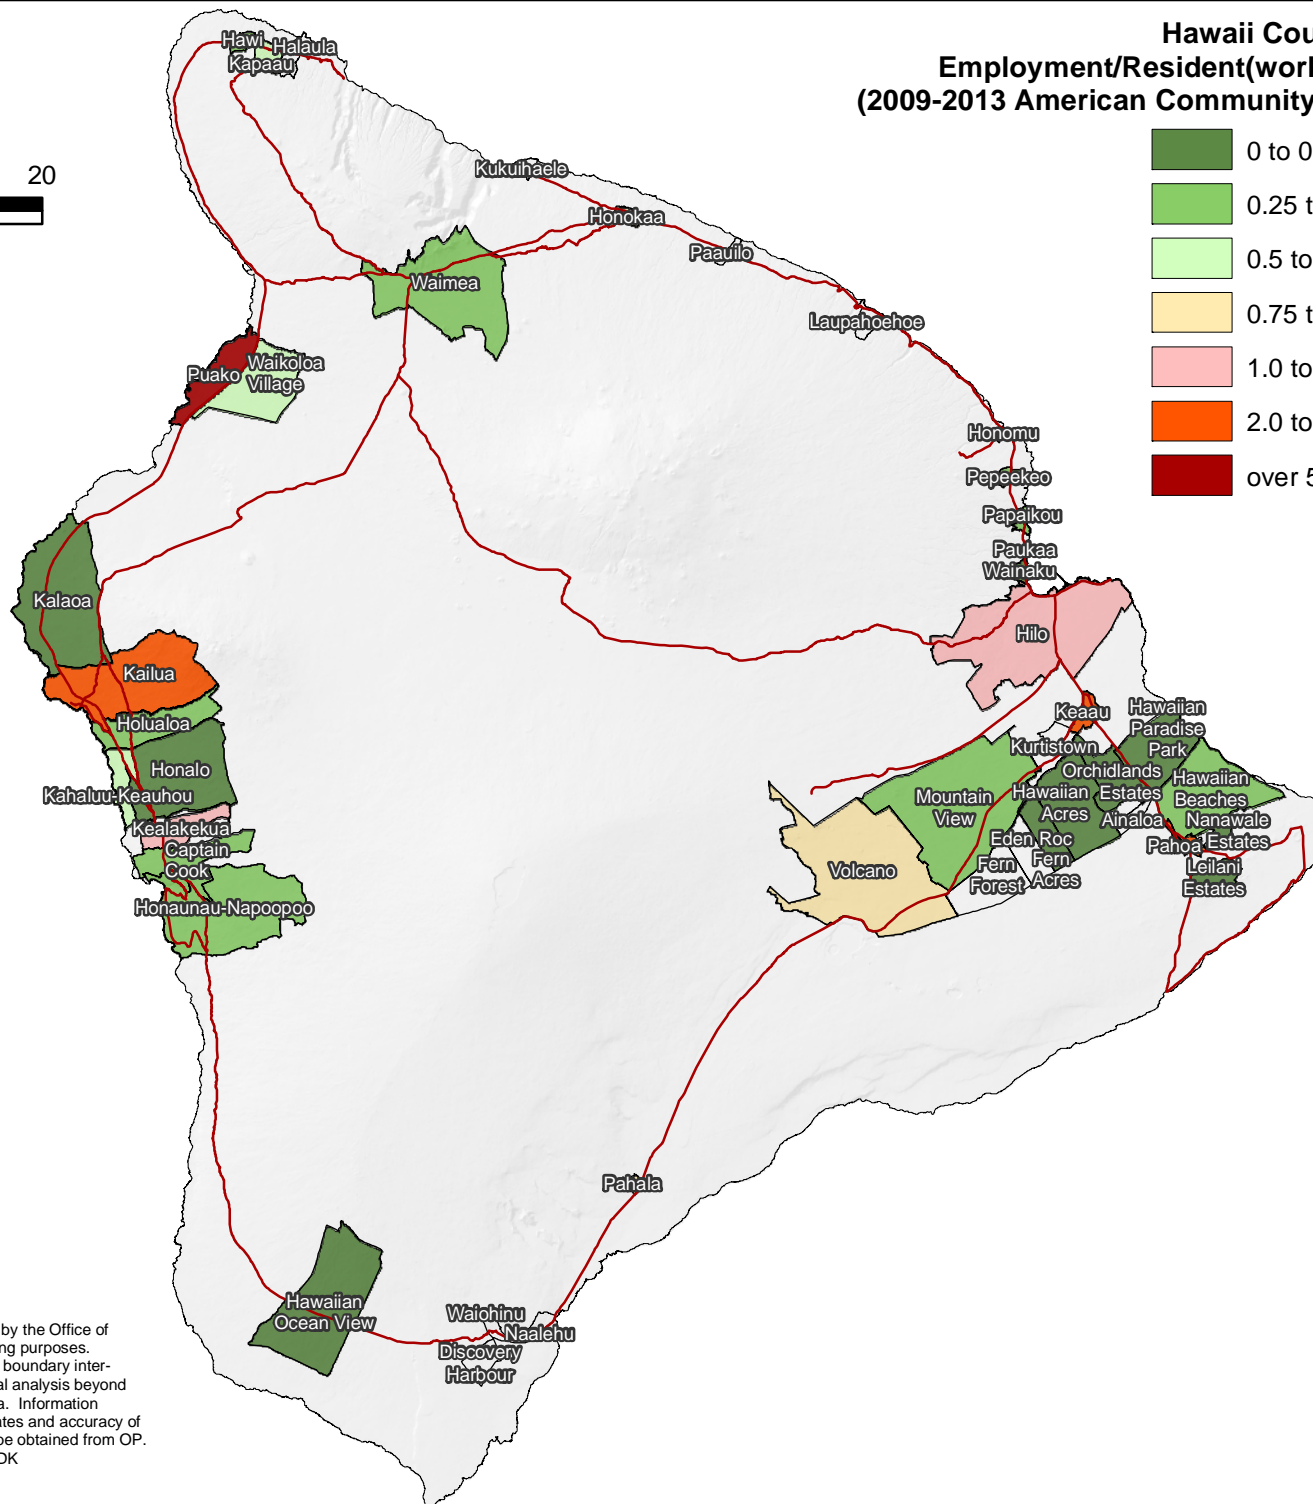 Hawaii Cou
Employment/Resident(worl
(2009-2013 American Community
0 to 0
0.25 t
0.5 to
0.75 t
1.0 to
2.0 to
over 5
20
Hawi
Halaula
Kapaau
Kukuihaele
Honokaa
Paauilo
Waimea
Laupahoehoe
Puako
Waikoloa
Village
Honomu
Pepeekeo
Papaikou
Paukaa
Wainaku
Kalaoa
Hilo
Kailua
Holualoa
Keaau
Hawaiian
Paradise
Park
Kurtistown
Honalo
Orchidlands
Estates
Hawaiian
Beaches
Kahaluu-Keauhou
Mountain
View
Hawaiian
Acres
Ainaloa
Nanawale
Estates
Kealakekua
Captain
Cook
Eden Roc
Pahoa
Volcano
Fern
Forest
Fern
Acres
Leilani
Estates
Honaunau-Napoopoo
Pahala
Hawaiian
Ocean View
Waiohinu
Naalehu
Discovery
Harbour
by the Office of
ng purposes.
boundary inter-
al analysis beyond
a. Information
ates and accuracy of
be obtained from OP.
DK